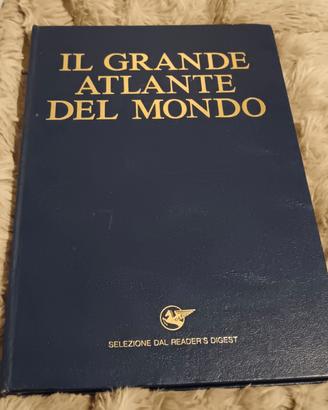 IL GRANDE
ATLANTE
DEL MONDO
SELEZIONE DAL READER'S DIGEST